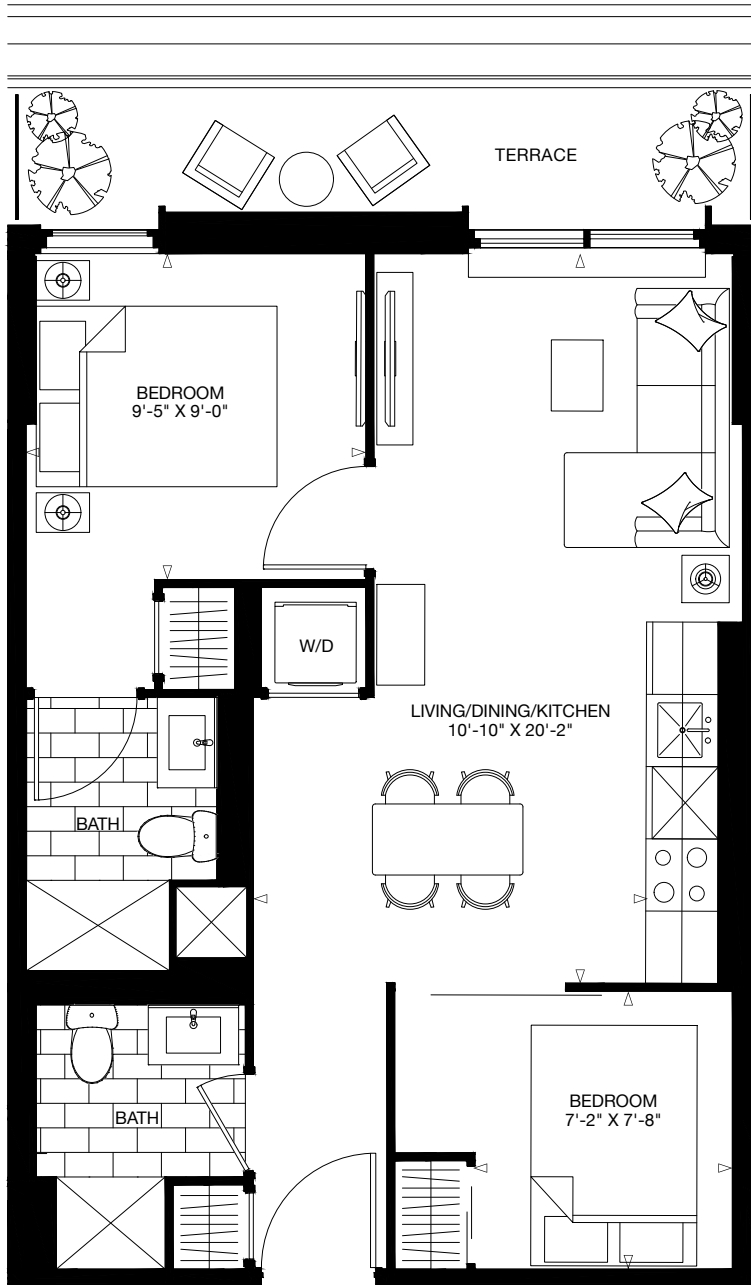 TERRACE
BEDROOM
9'-5" X 9'-0"
W/D
LIVING/DINING/KITCHEN
10'-10" X 20'-2"
BATH
BATH
BEDROOM
7'-2" X 7'-8"